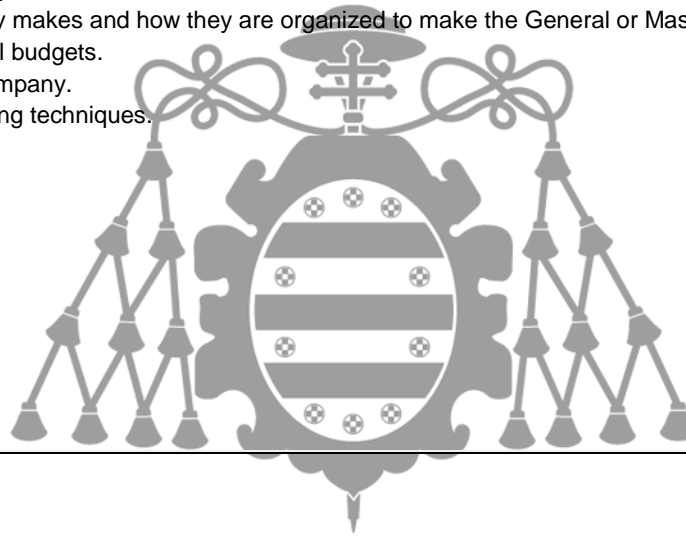 y makes and how they are organized to make the General or Mas
l budgets.
mpany.
ng techniques.